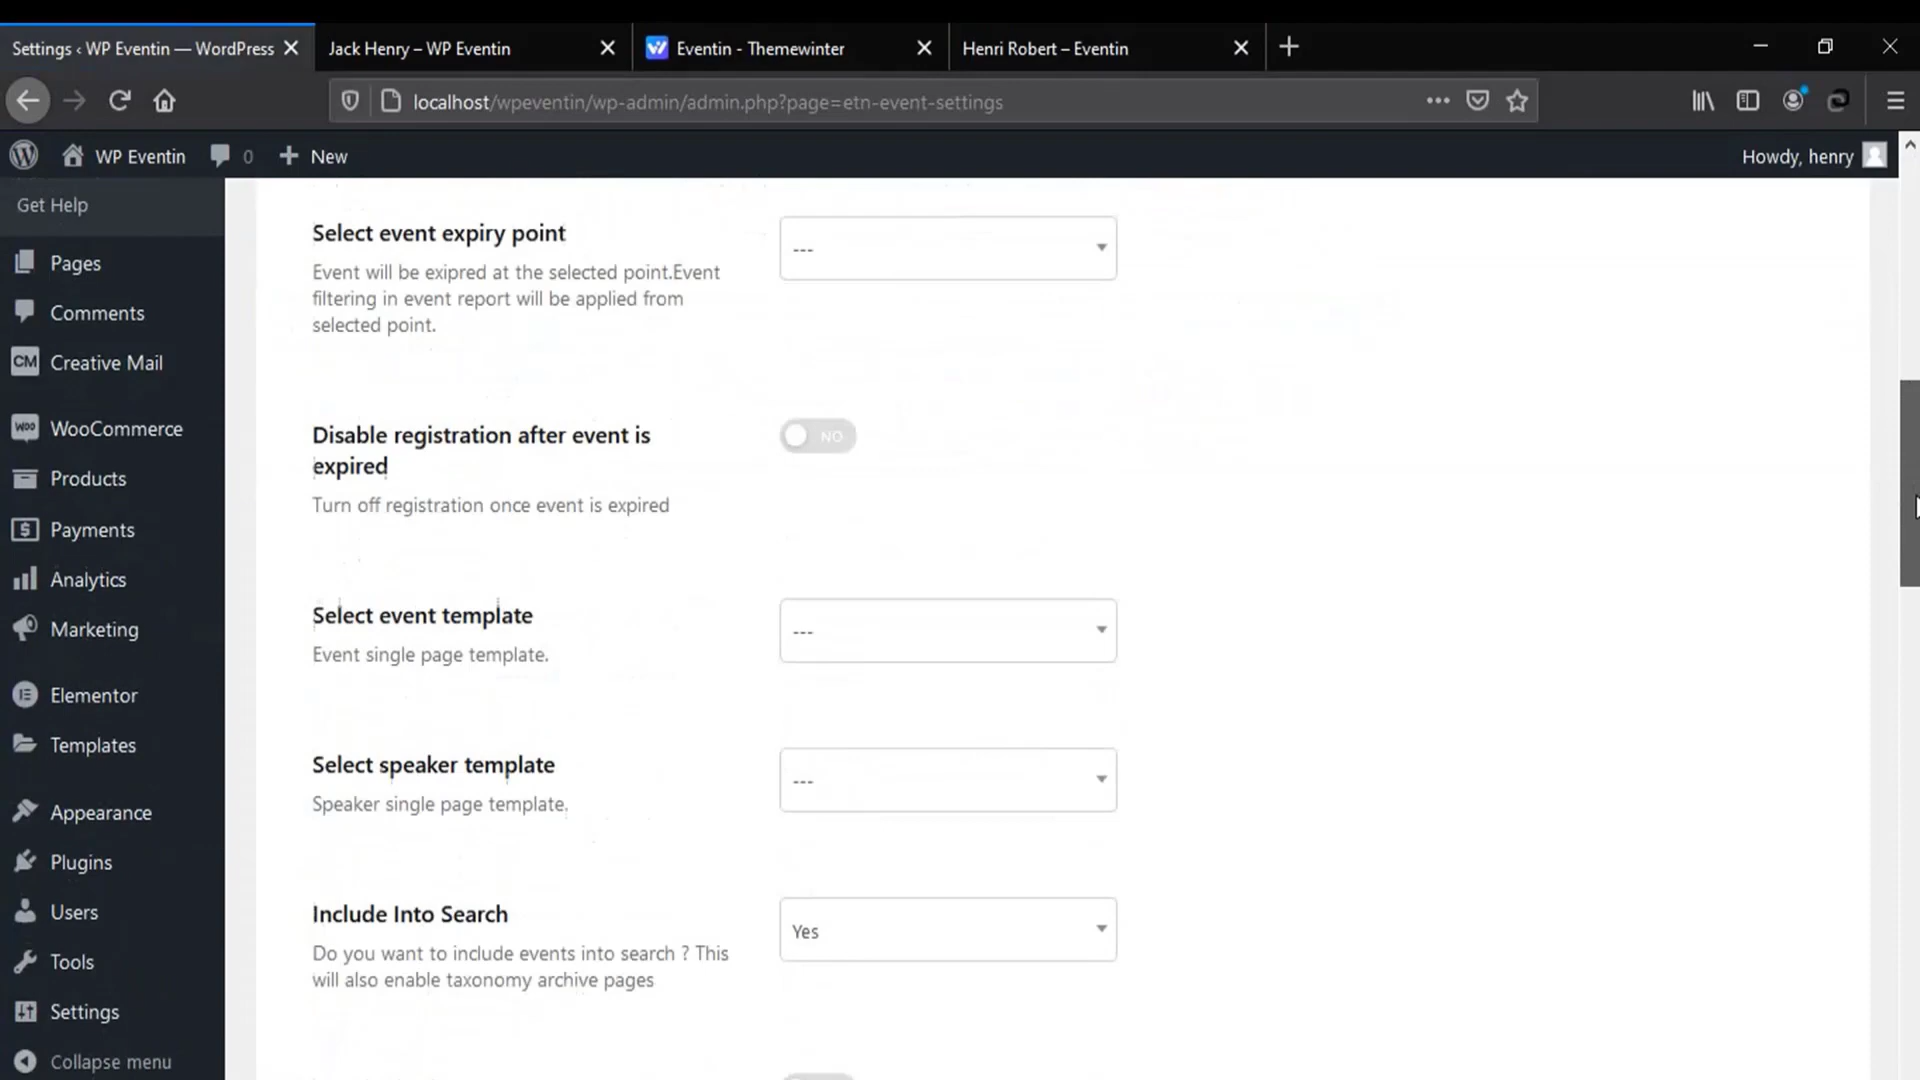 Settings ‹ WP Eventin — WordPress
Jack Henry – WP Eventin
Eventin - Themewinter
Henri Robert – Eventin
localhost/wpeventin/wp-admin/admin.php?page=etn-event-settings
WP Eventin
0
New
Howdy, henry
Get Help
Pages
Comments
CM Creative Mail
WOO WooCommerce
Products
Payments
Analytics
Marketing
Elementor
Templates
Appearance
Plugins
Users
Tools
Settings
Collapse menu
Select event expiry point
---
Event will be exipred at the selected point.Event
filtering in event report will be applied from
selected point.
Disable registration after event is
expired
NO
Turn off registration once event is expired
Select event template
---
Event single page template.
Select speaker template
---
Speaker single page template.
Include Into Search
Yes
Do you want to include events into search ? This
will also enable taxonomy archive pages